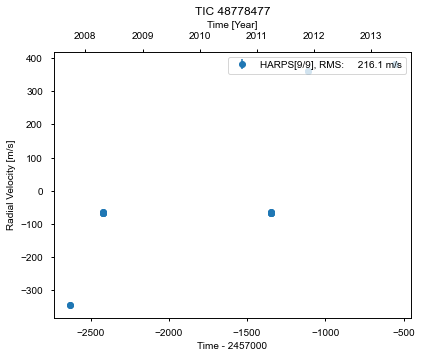 TIC 48778477
Time [Year]
2008 2009 2010 2011 2012 2013
HARPS[9/9], RMS: 216.1 m/s
Radial Velocity [m/s]
400
300
200
100
0
−100
−200
−300
−2500 −2000 −1500 −1000 −500
Time - 2457000